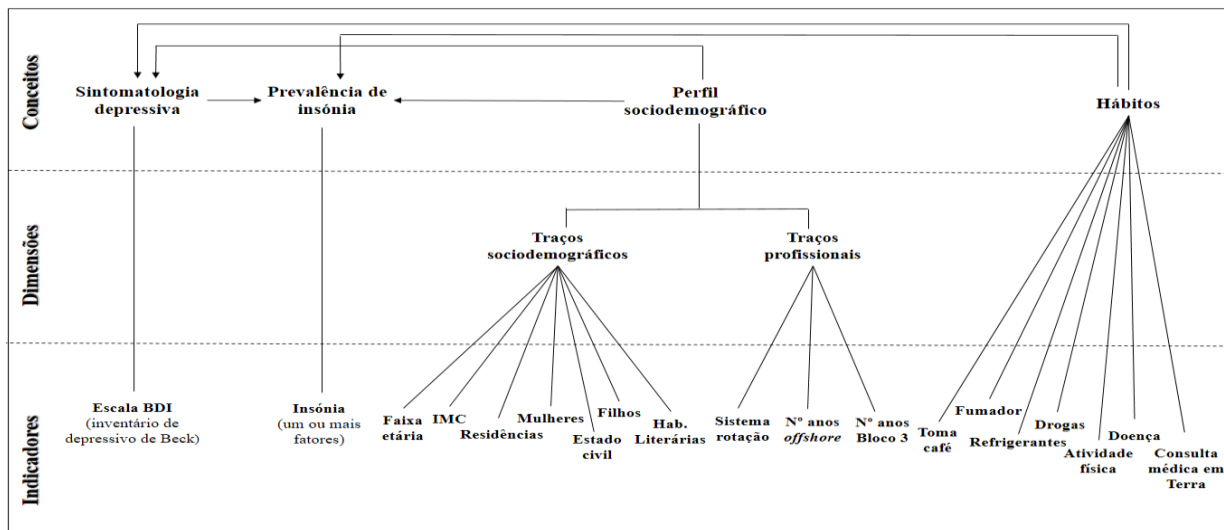 Conceitos
Sintomatologia
depressiva
Prevalência de
insónia
Perfil
sociodemográfico
Hábitos
Dimensões
Traços
sociodemográficos
Traços
profissionais
Indicadores
Escala BDI
(inventário de
depressivo de Beck)
Insónia
(um ou mais
fatores)
Faixa
etária
IMC
Residências
Mulheres
Estado
civil
Filhos
Hab.
Literárias
Sistema
rotação
Nº anos
offshore
Nº anos
Bloco 3
Toma
café
Fumador
Refrigerantes
Drogas
Atividade
física
Doença
Consulta
médica em
Terra